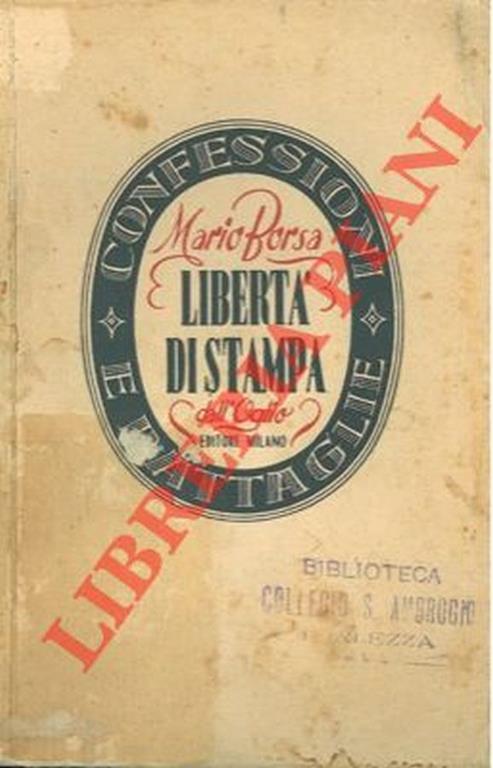 CONFESSIONI
E BATTAGLIE
Mario Borsa
LIBERTA'
DI STAMPA
dall'Oglio
EDITORE MILANO
LIBRERIA PIANI
BIBLIOTECA
COLLEGIO S. AMBROGIO